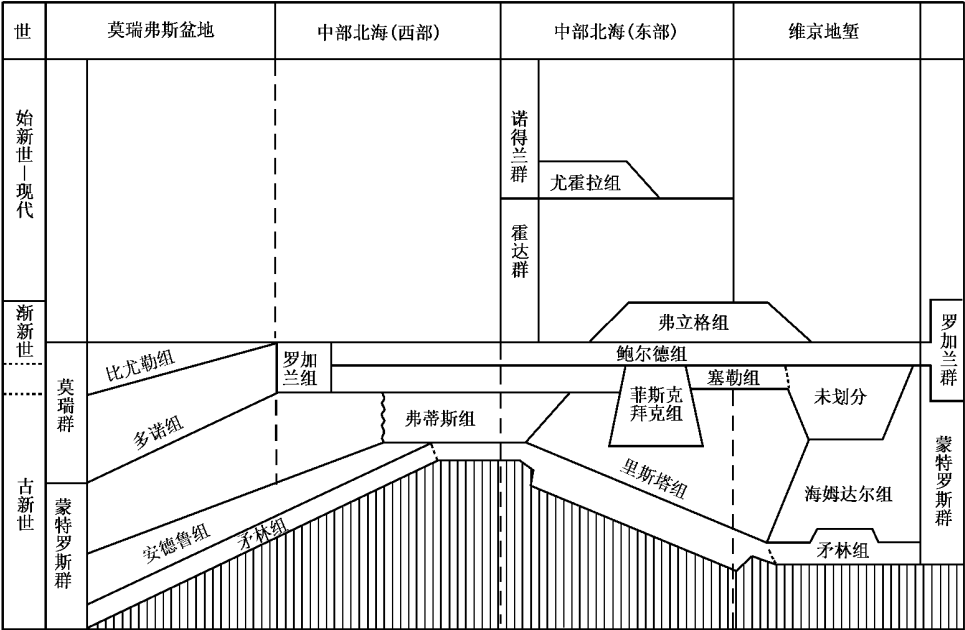 世
莫瑞弗斯盆地
中部北海(西部)
中部北海(东部)
维京地堑
始新世—现代
诺得兰群
尤霍拉组
霍达群
渐新世
弗立格组
罗加兰群
鲍尔德组
比尤勒组
罗加
兰组
莫瑞群
塞勒组
菲斯克
拜克组
未划分
多诺组
弗蒂斯组
古新世
里斯塔组
海姆达尔组
蒙特罗斯群
蒙特罗斯群
安德鲁组
矛林组
矛林组